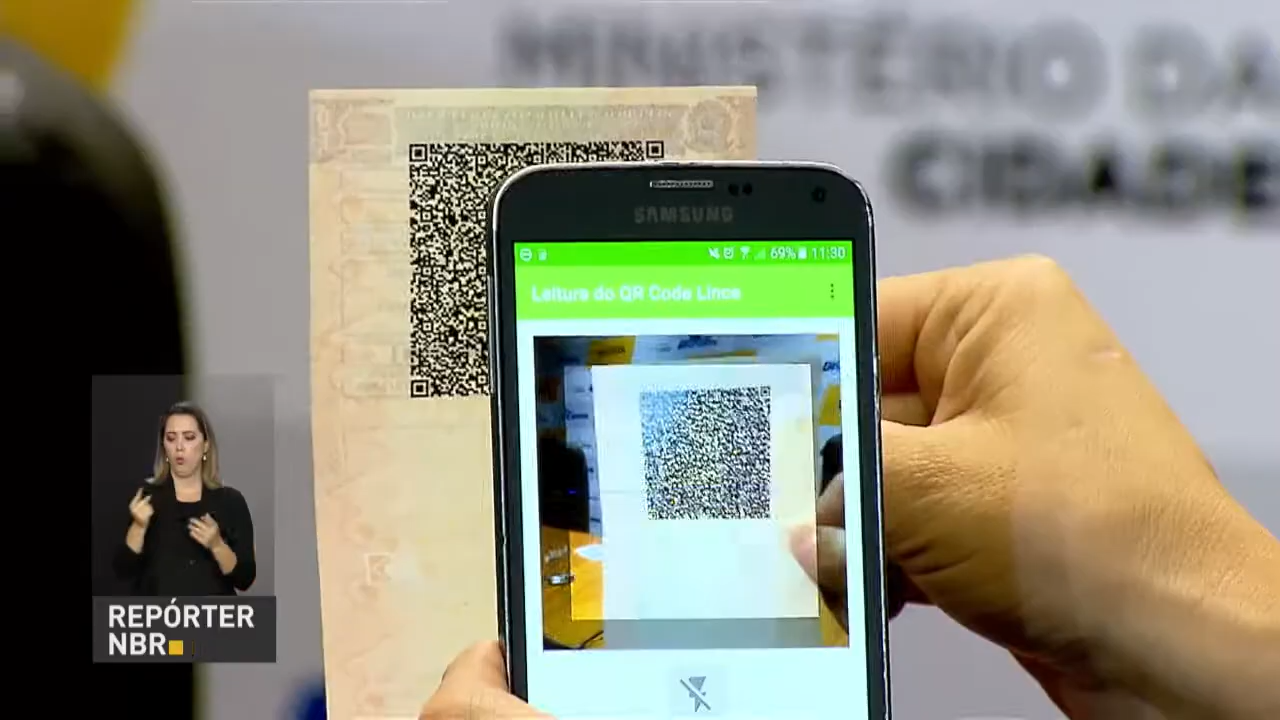 MINISTÉRIO DA
CIDADE
SAMSUNG
69% 11:30
Leitura do QR Code Lince
REPÓRTER
NBR